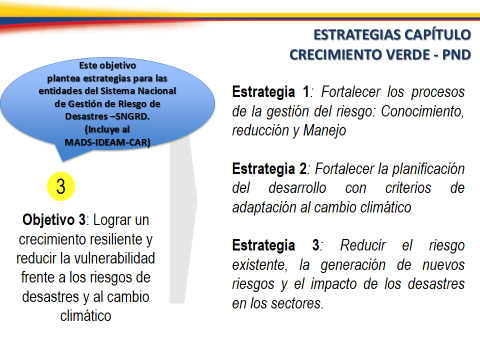 ESTRATEGIAS CAPÍTULO
CRECIMIENTO VERDE - PND
Este objetivo
plantea estrategias para las
entidades del Sistema Nacional
de Gestión de Riesgo de
Desastres –SNGRD.
(Incluye al
MADS-IDEAM-CAR)
3
Objetivo 3: Lograr un
crecimiento resiliente y
reducir la vulnerabilidad
frente a los riesgos de
desastres y al cambio
climático
Estrategia 1: Fortalecer los procesos
de la gestión del riesgo: Conocimiento,
reducción y Manejo
Estrategia 2: Fortalecer la planificación
del desarrollo con criterios de
adaptación al cambio climático
Estrategia 3: Reducir el riesgo
existente, la generación de nuevos
riesgos y el impacto de los desastres
en los sectores.